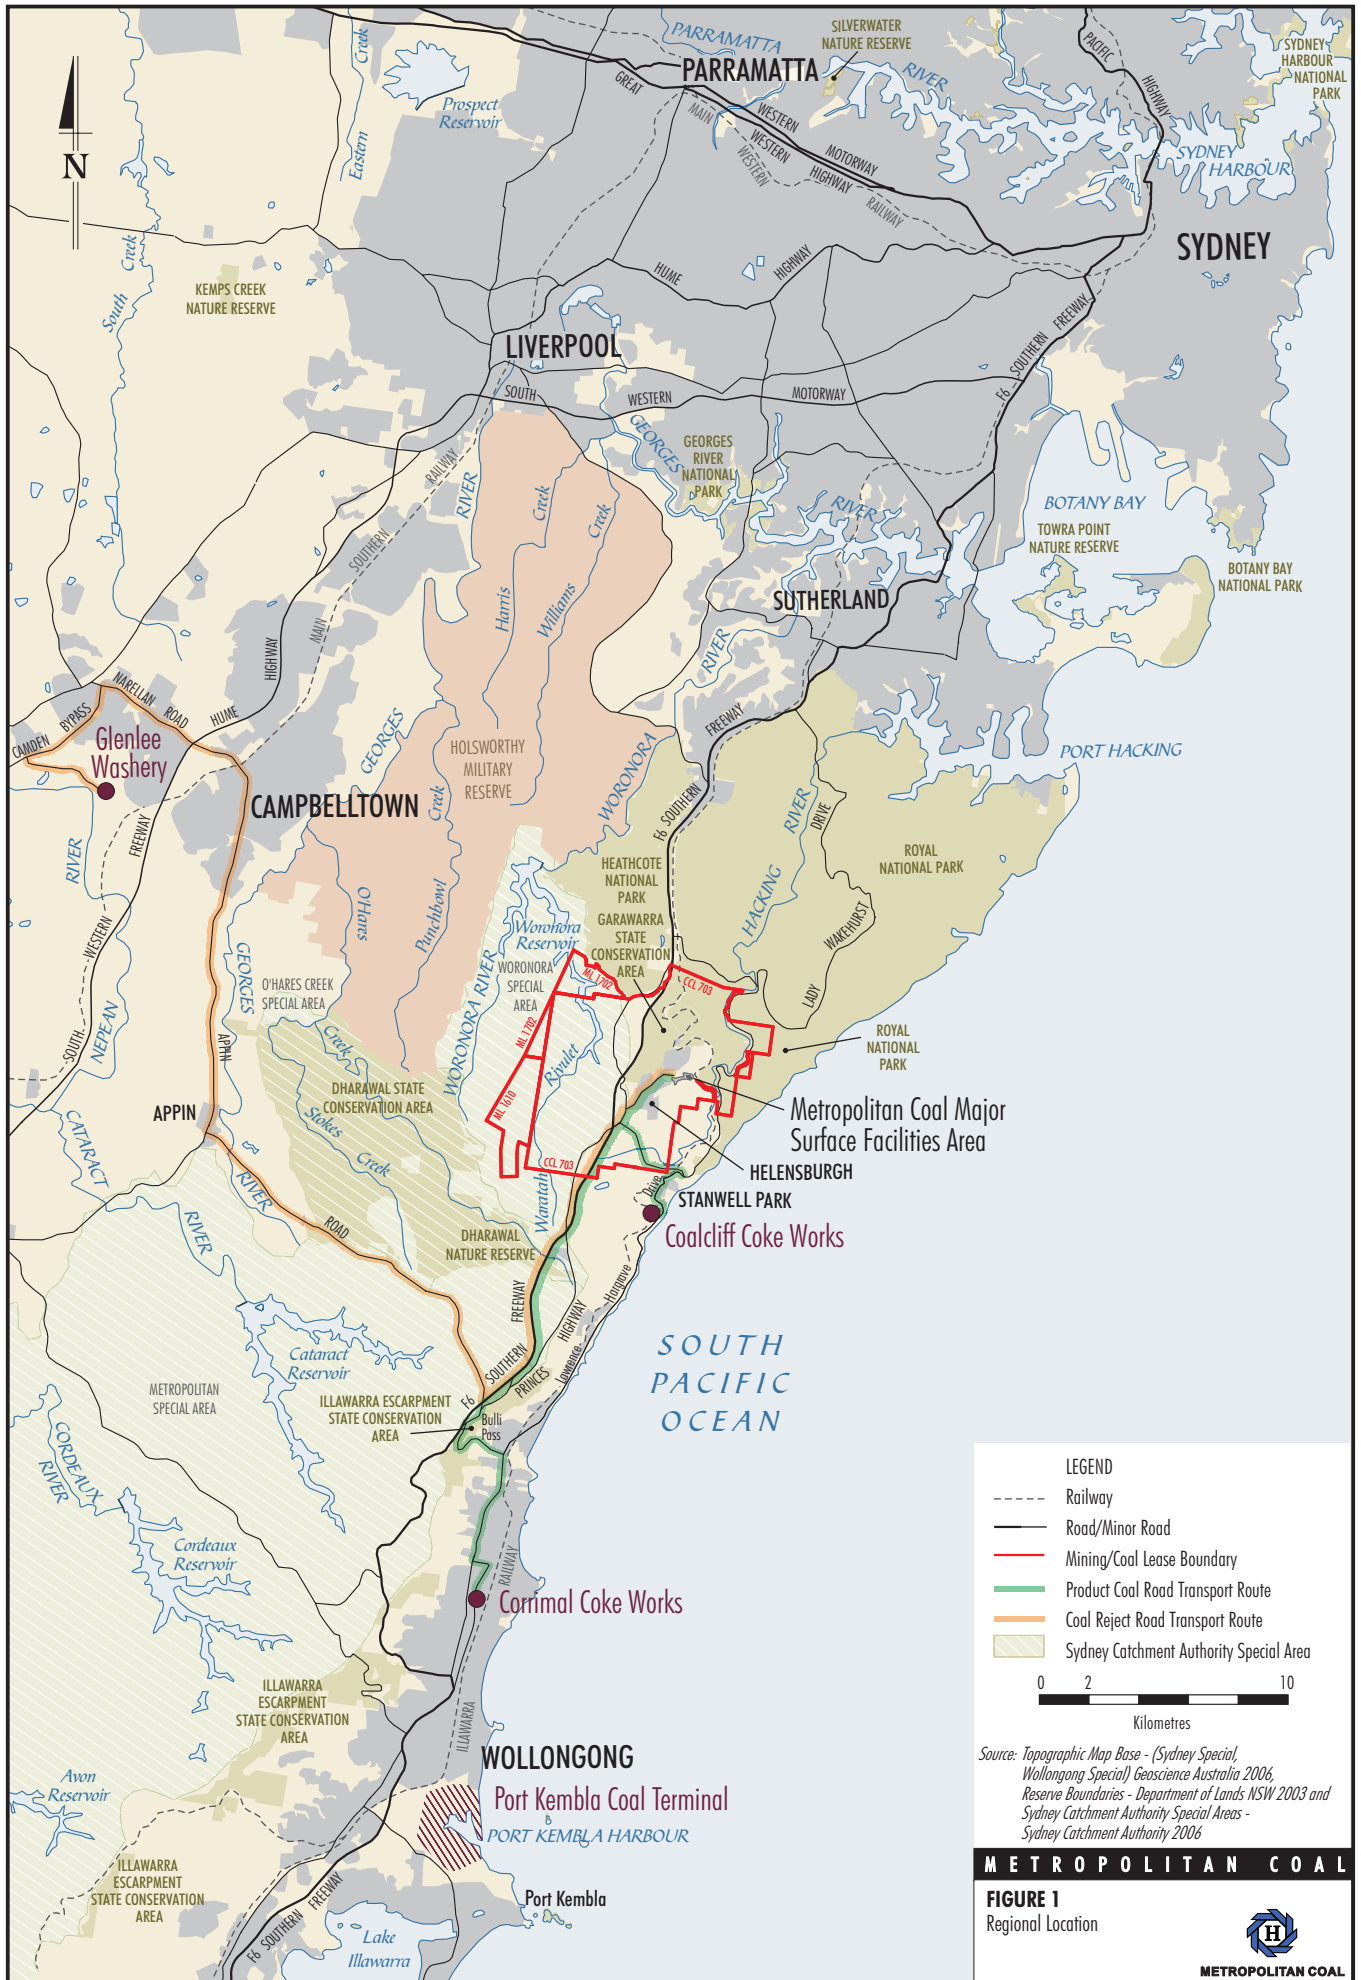 PARRAMATTA
RIVER
SILVERWATER
NATURE RESERVE
PACIFIC
HIGHWAY
SYDNEY
HARBOUR
NATIONAL
PARK
Eastern
Creek
Prospect
Reservoir
PARRAMATTA
GREAT
WESTERN
HIGHWAY
MAIN
WESTERN
RAILWAY
WESTERN
MOTORWAY
SYDNEY
HARBOUR
N
SYDNEY
South
Creek
KEMPS CREEK
NATURE RESERVE
HUME
HIGHWAY
LIVERPOOL
F6 SOUTHERN FREEWAY
SOUTH
WESTERN
MOTORWAY
GEORGES
RIVER
GEORGES
RIVER
NATIONAL
PARK
RAILWAY
RIVER
Harris
Creek
Williams
Creek
BOTANY BAY
TOWRA POINT
NATURE RESERVE
BOTANY BAY
NATIONAL PARK
SOUTHERN
MAIN
SUTHERLAND
RIVER
HIGHWAY
HUME
NARELLAN
ROAD
CAMDEN
BYPASS
Glenlee
Washery
GEORGES
HOLSWORTHY
MILITARY
RESERVE
WORONORA
FREEWAY
F6 SOUTHERN
PORT HACKING
CAMPBELLTOWN
RIVER
FREEWAY
Creek
Punchbowl
O'Hares
HEATHCOTE
NATIONAL
PARK
HACKING
RIVER
DRIVE
WAKEHURST
LADY
ROYAL
NATIONAL PARK
GARAWARRA
STATE
CONSERVATION
AREA
Woronora
Reservoir
WESTERN
SOUTH
NEPEAN
GEORGES
APPIN
O'HARES CREEK
SPECIAL AREA
WORONORA RIVER
WORONORA
SPECIAL
AREA
ML 1702
CCL 703
ML 1702
Rivulet
ML 1610
CCL 703
Waratah
ROYAL
NATIONAL
PARK
DHARAWAL STATE
CONSERVATION AREA
Creek
Stokes
Creek
APPIN
CATARACT
RIVER
RIVER
ROAD
Metropolitan Coal Major
Surface Facilities Area
HELENSBURGH
STANWELL PARK
Coalcliff Coke Works
DHARAWAL
NATURE RESERVE
FREEWAY
SOUTHERN
F6
HIGHWAY
PRINCES
Lawrence
Hargrave
Drive
SOUTH
PACIFIC
OCEAN
Cataract
Reservoir
METROPOLITAN
SPECIAL AREA
ILLAWARRA ESCARPMENT
STATE CONSERVATION
AREA
Bulli
Pass
CORDEAUX
RIVER
Cordeaux
Reservoir
RAILWAY
Corrimal Coke Works
ILLAWARRA
ESCARPMENT
STATE CONSERVATION
AREA
ILLAWARRA
WOLLONGONG
Port Kembla Coal Terminal
PORT KEMBLA HARBOUR
Avon
Reservoir
ILLAWARRA
ESCARPMENT
STATE CONSERVATION
AREA
F6 SOUTHERN
FREEWAY
Port Kembla
Lake
Illawarra
LEGEND
Railway
Road/Minor Road
Mining/Coal Lease Boundary
Product Coal Road Transport Route
Coal Reject Road Transport Route
Sydney Catchment Authority Special Area
0 2 10
Kilometres
Source: Topographic Map Base - (Sydney Special,
Wollongong Special) Geoscience Australia 2006,
Reserve Boundaries - Department of Lands NSW 2003 and
Sydney Catchment Authority Special Areas -
Sydney Catchment Authority 2006
METROPOLITAN COAL
FIGURE 1
Regional Location
H
METROPOLITAN COAL